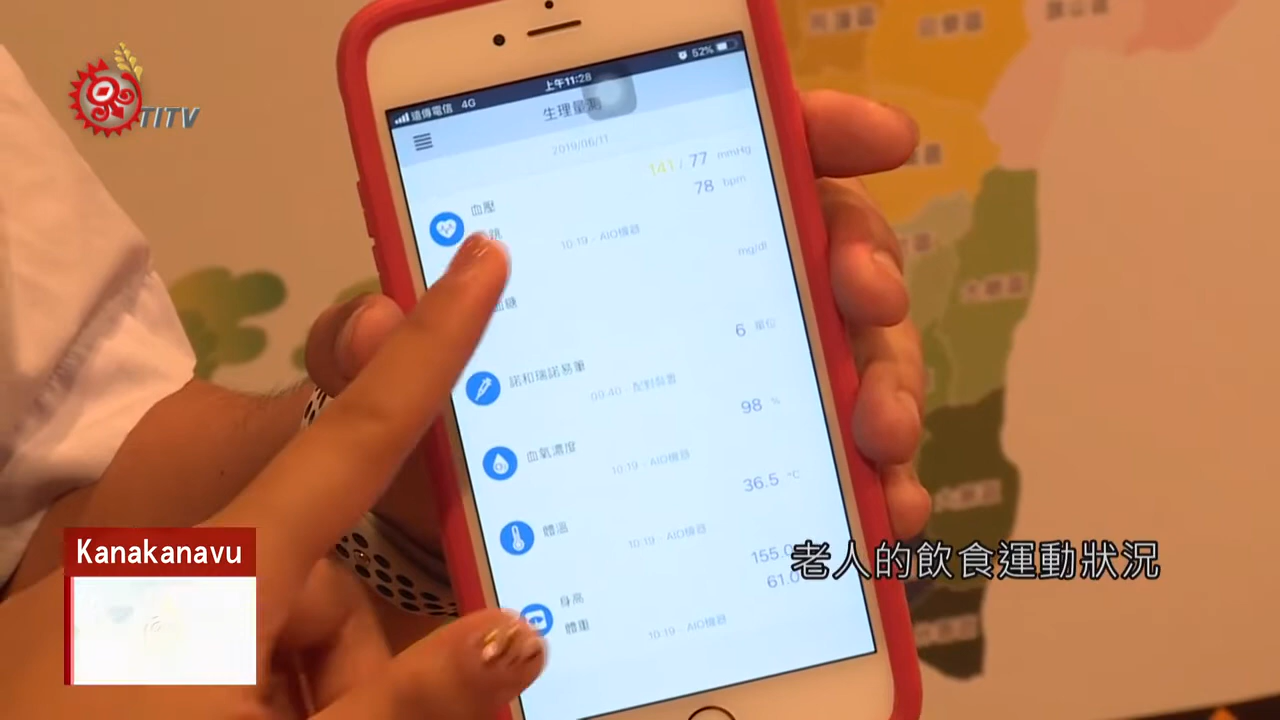 TITV
遠傳電信 4G 上午11:28 52%
生理量測
2019/06/11
血壓 141 / 77 mmHg
跳 78 bpm
10:19 - AIO機器
血糖 mg/dl
諾和瑞諾易筆 6 單位
09:40 - 配對裝置
血氧濃度 98 %
10:19 - AIO機器
體溫 36.5 °C
10:19 - AIO機器
身高 155.0
體重 61.0
10:19 - AIO機器
Kanakanavu
老人的飲食運動狀況